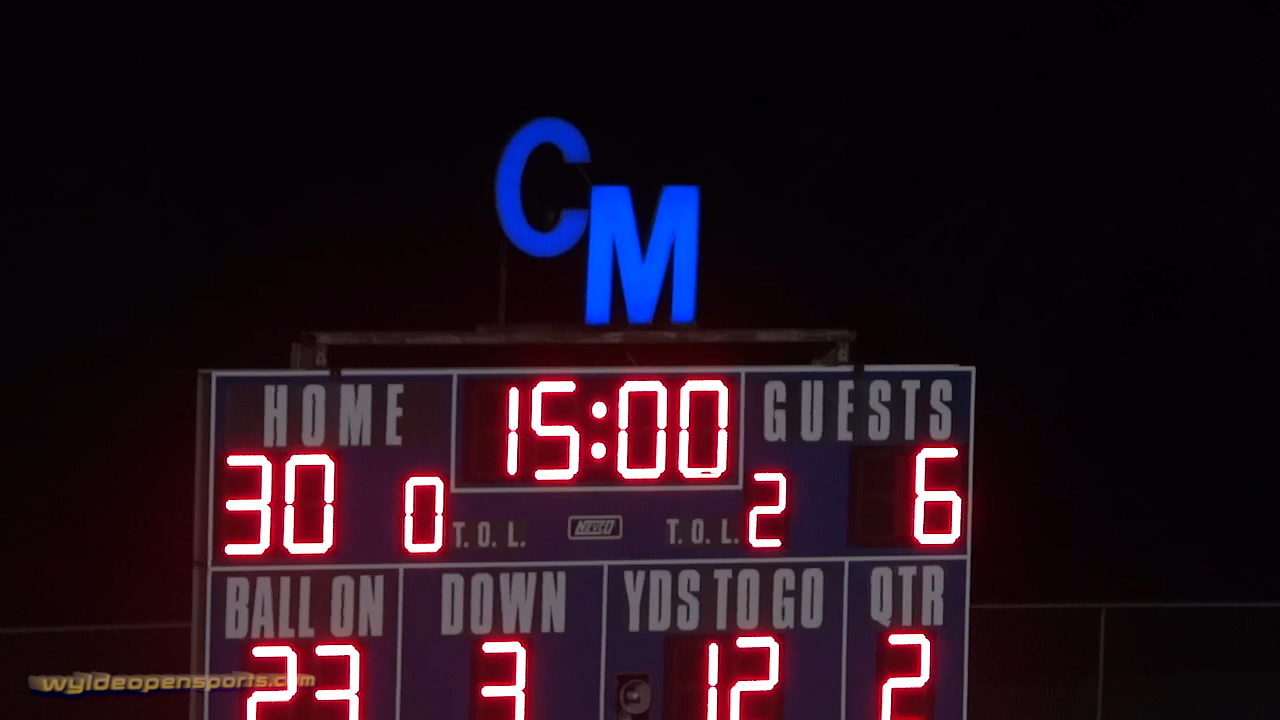 C
M
HOME 15:00 GUESTS
30 0 T.O.L. NEVCO T.O.L. 2 6
BALL ON DOWN YDS TO GO QTR
23 3 12 2
wyldeopensports.com